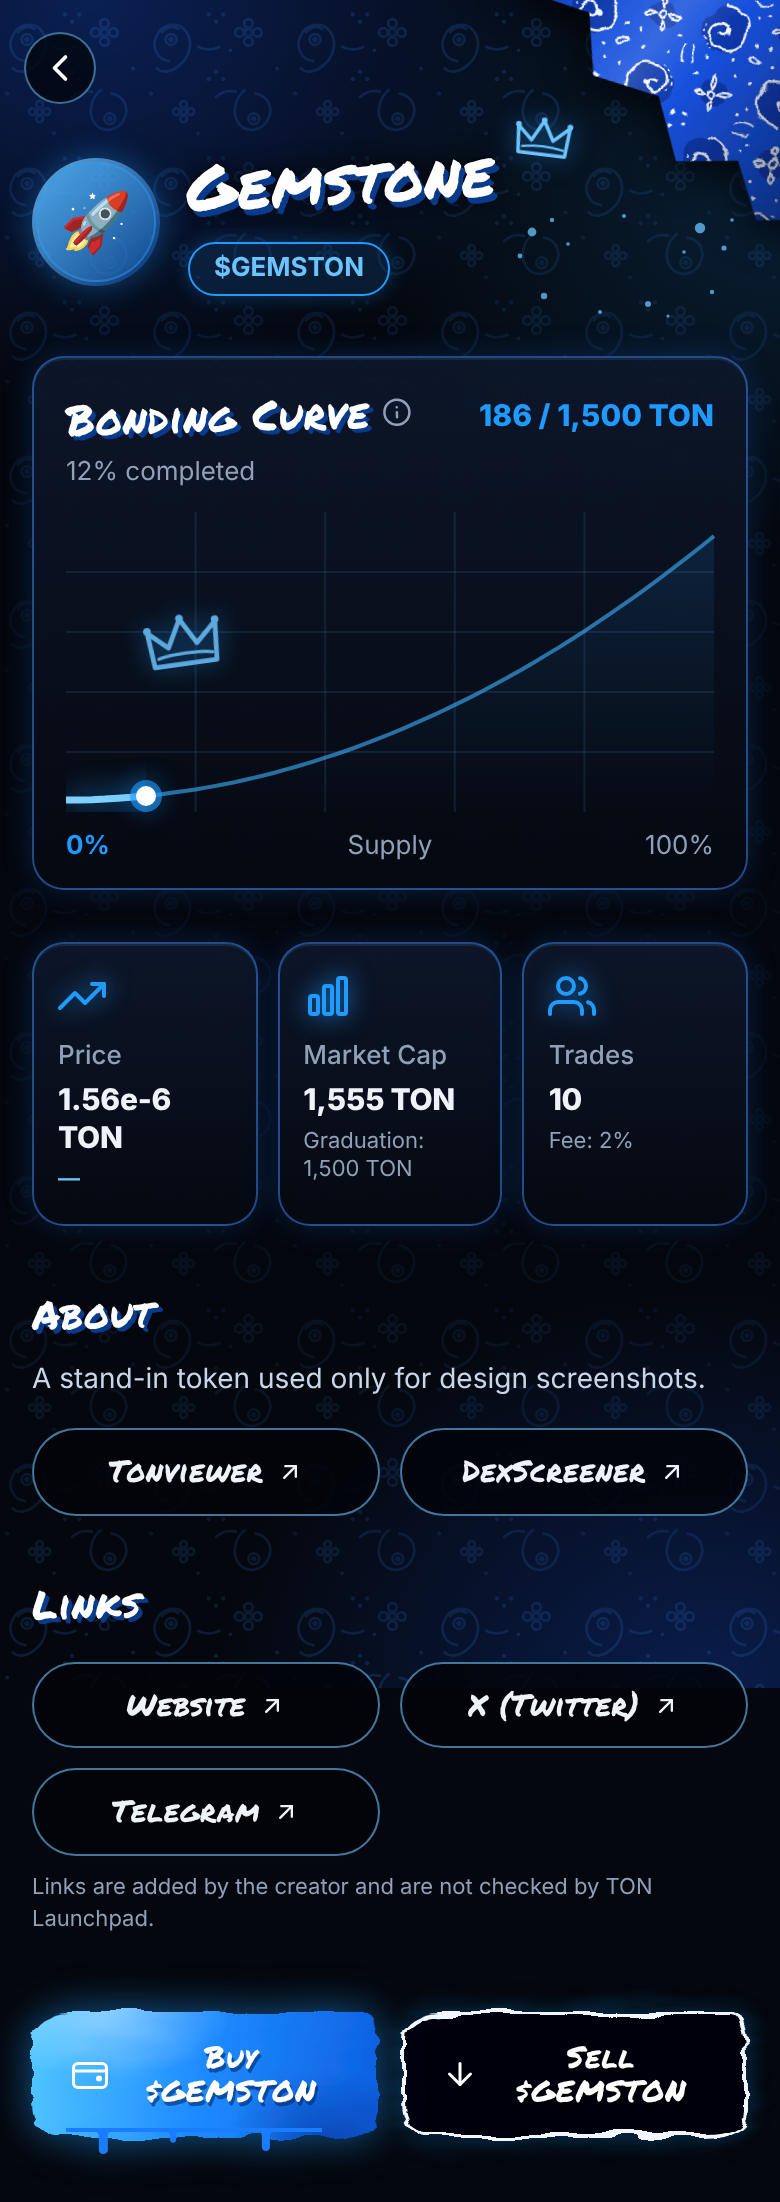 Gemstone
$GEMSTON
Bonding Curve
186 / 1,500 TON
12% completed
0%
Supply
100%
Price
1.56e-6
TON
—
Market Cap
1,555 TON
Graduation:
1,500 TON
Trades
10
Fee: 2%
About
A stand-in token used only for design screenshots.
Tonviewer
DexScreener
Links
Website
X (Twitter)
Telegram
Links are added by the creator and are not checked by TON
Launchpad.
Buy
$GEMSTON
Sell
$GEMSTON